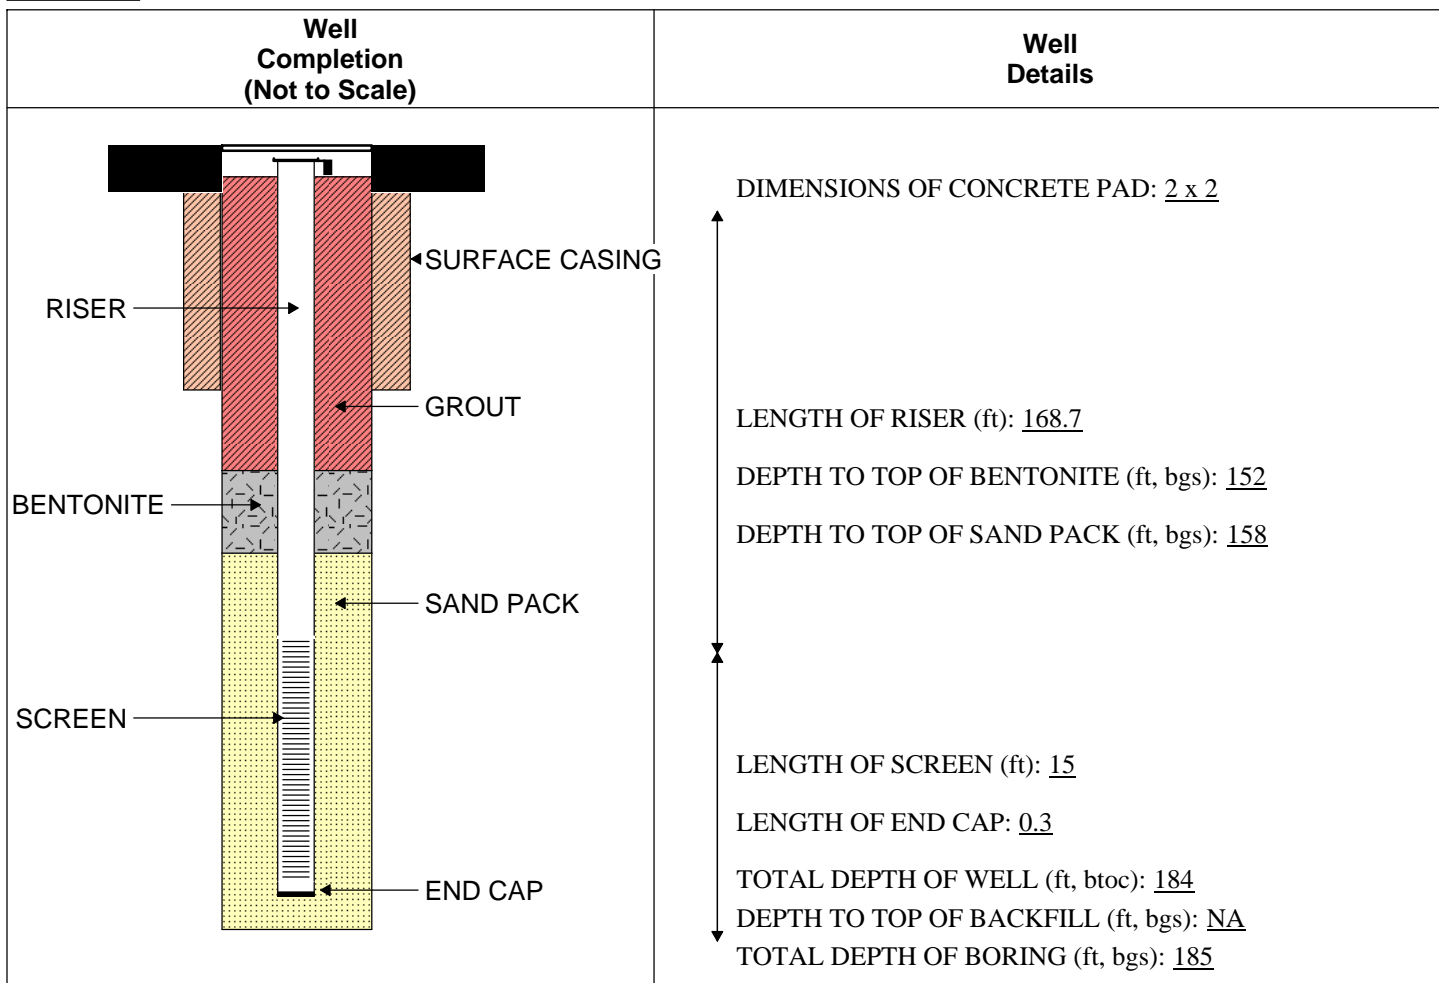 Well
Completion
(Not to Scale)
Well
Details
SURFACE CASING
RISER
GROUT
BENTONITE
SAND PACK
SCREEN
END CAP
DIMENSIONS OF CONCRETE PAD: 2 x 2
LENGTH OF RISER (ft): 168.7
DEPTH TO TOP OF BENTONITE (ft, bgs): 152
DEPTH TO TOP OF SAND PACK (ft, bgs): 158
LENGTH OF SCREEN (ft): 15
LENGTH OF END CAP: 0.3
TOTAL DEPTH OF WELL (ft, btoc): 184
DEPTH TO TOP OF BACKFILL (ft, bgs): NA
TOTAL DEPTH OF BORING (ft, bgs): 185